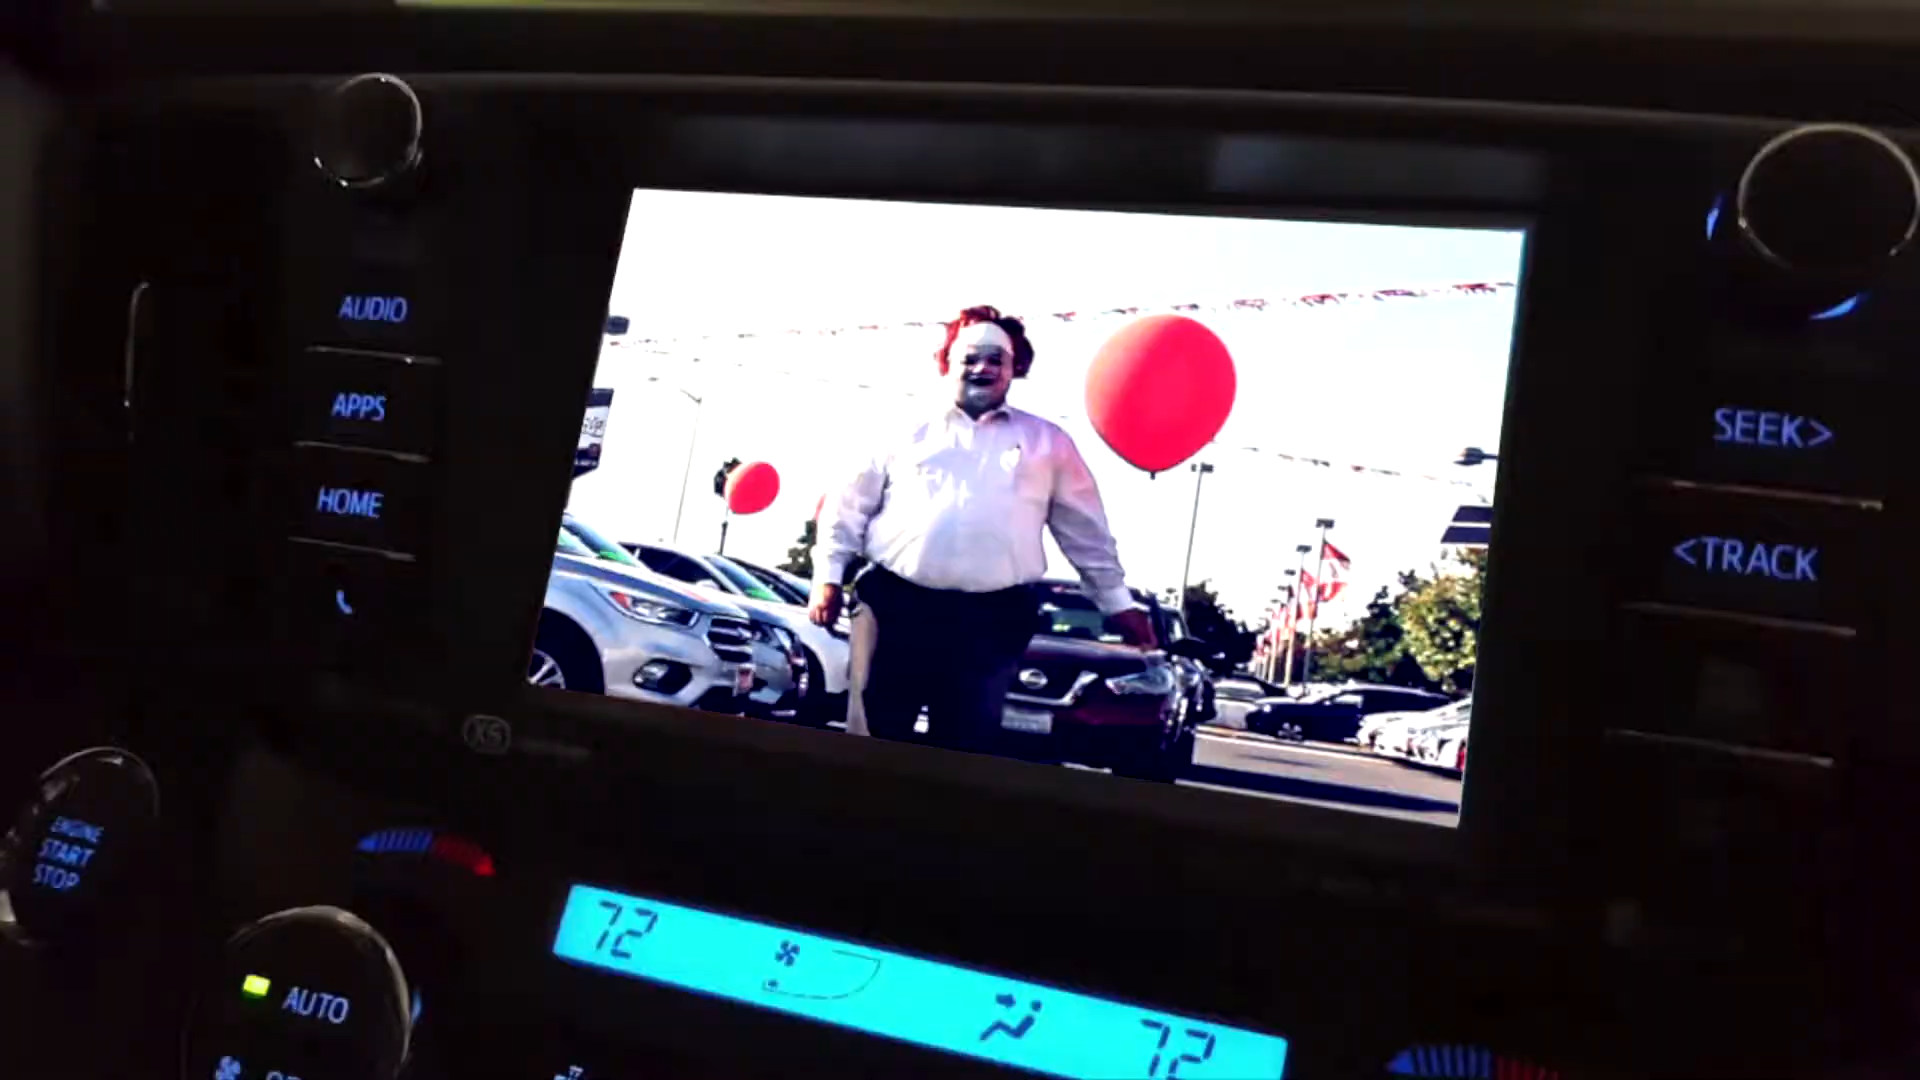 AUDIO
APPS
HOME
SEEK>
<TRACK
ENGINE
START
STOP
AUTO
72
72